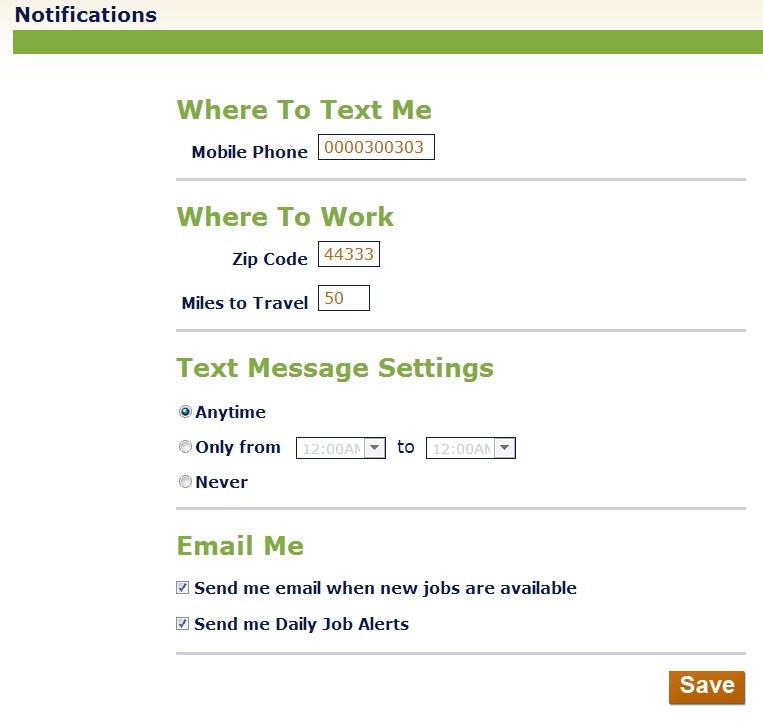 Notifications
Where To Text Me
Mobile Phone 0000300303
Where To Work
Zip Code 44333
Miles to Travel 50
Text Message Settings
Anytime
Only from 12:00AM to 12:00AM
Never
Email Me
Send me email when new jobs are available
Send me Daily Job Alerts
Save